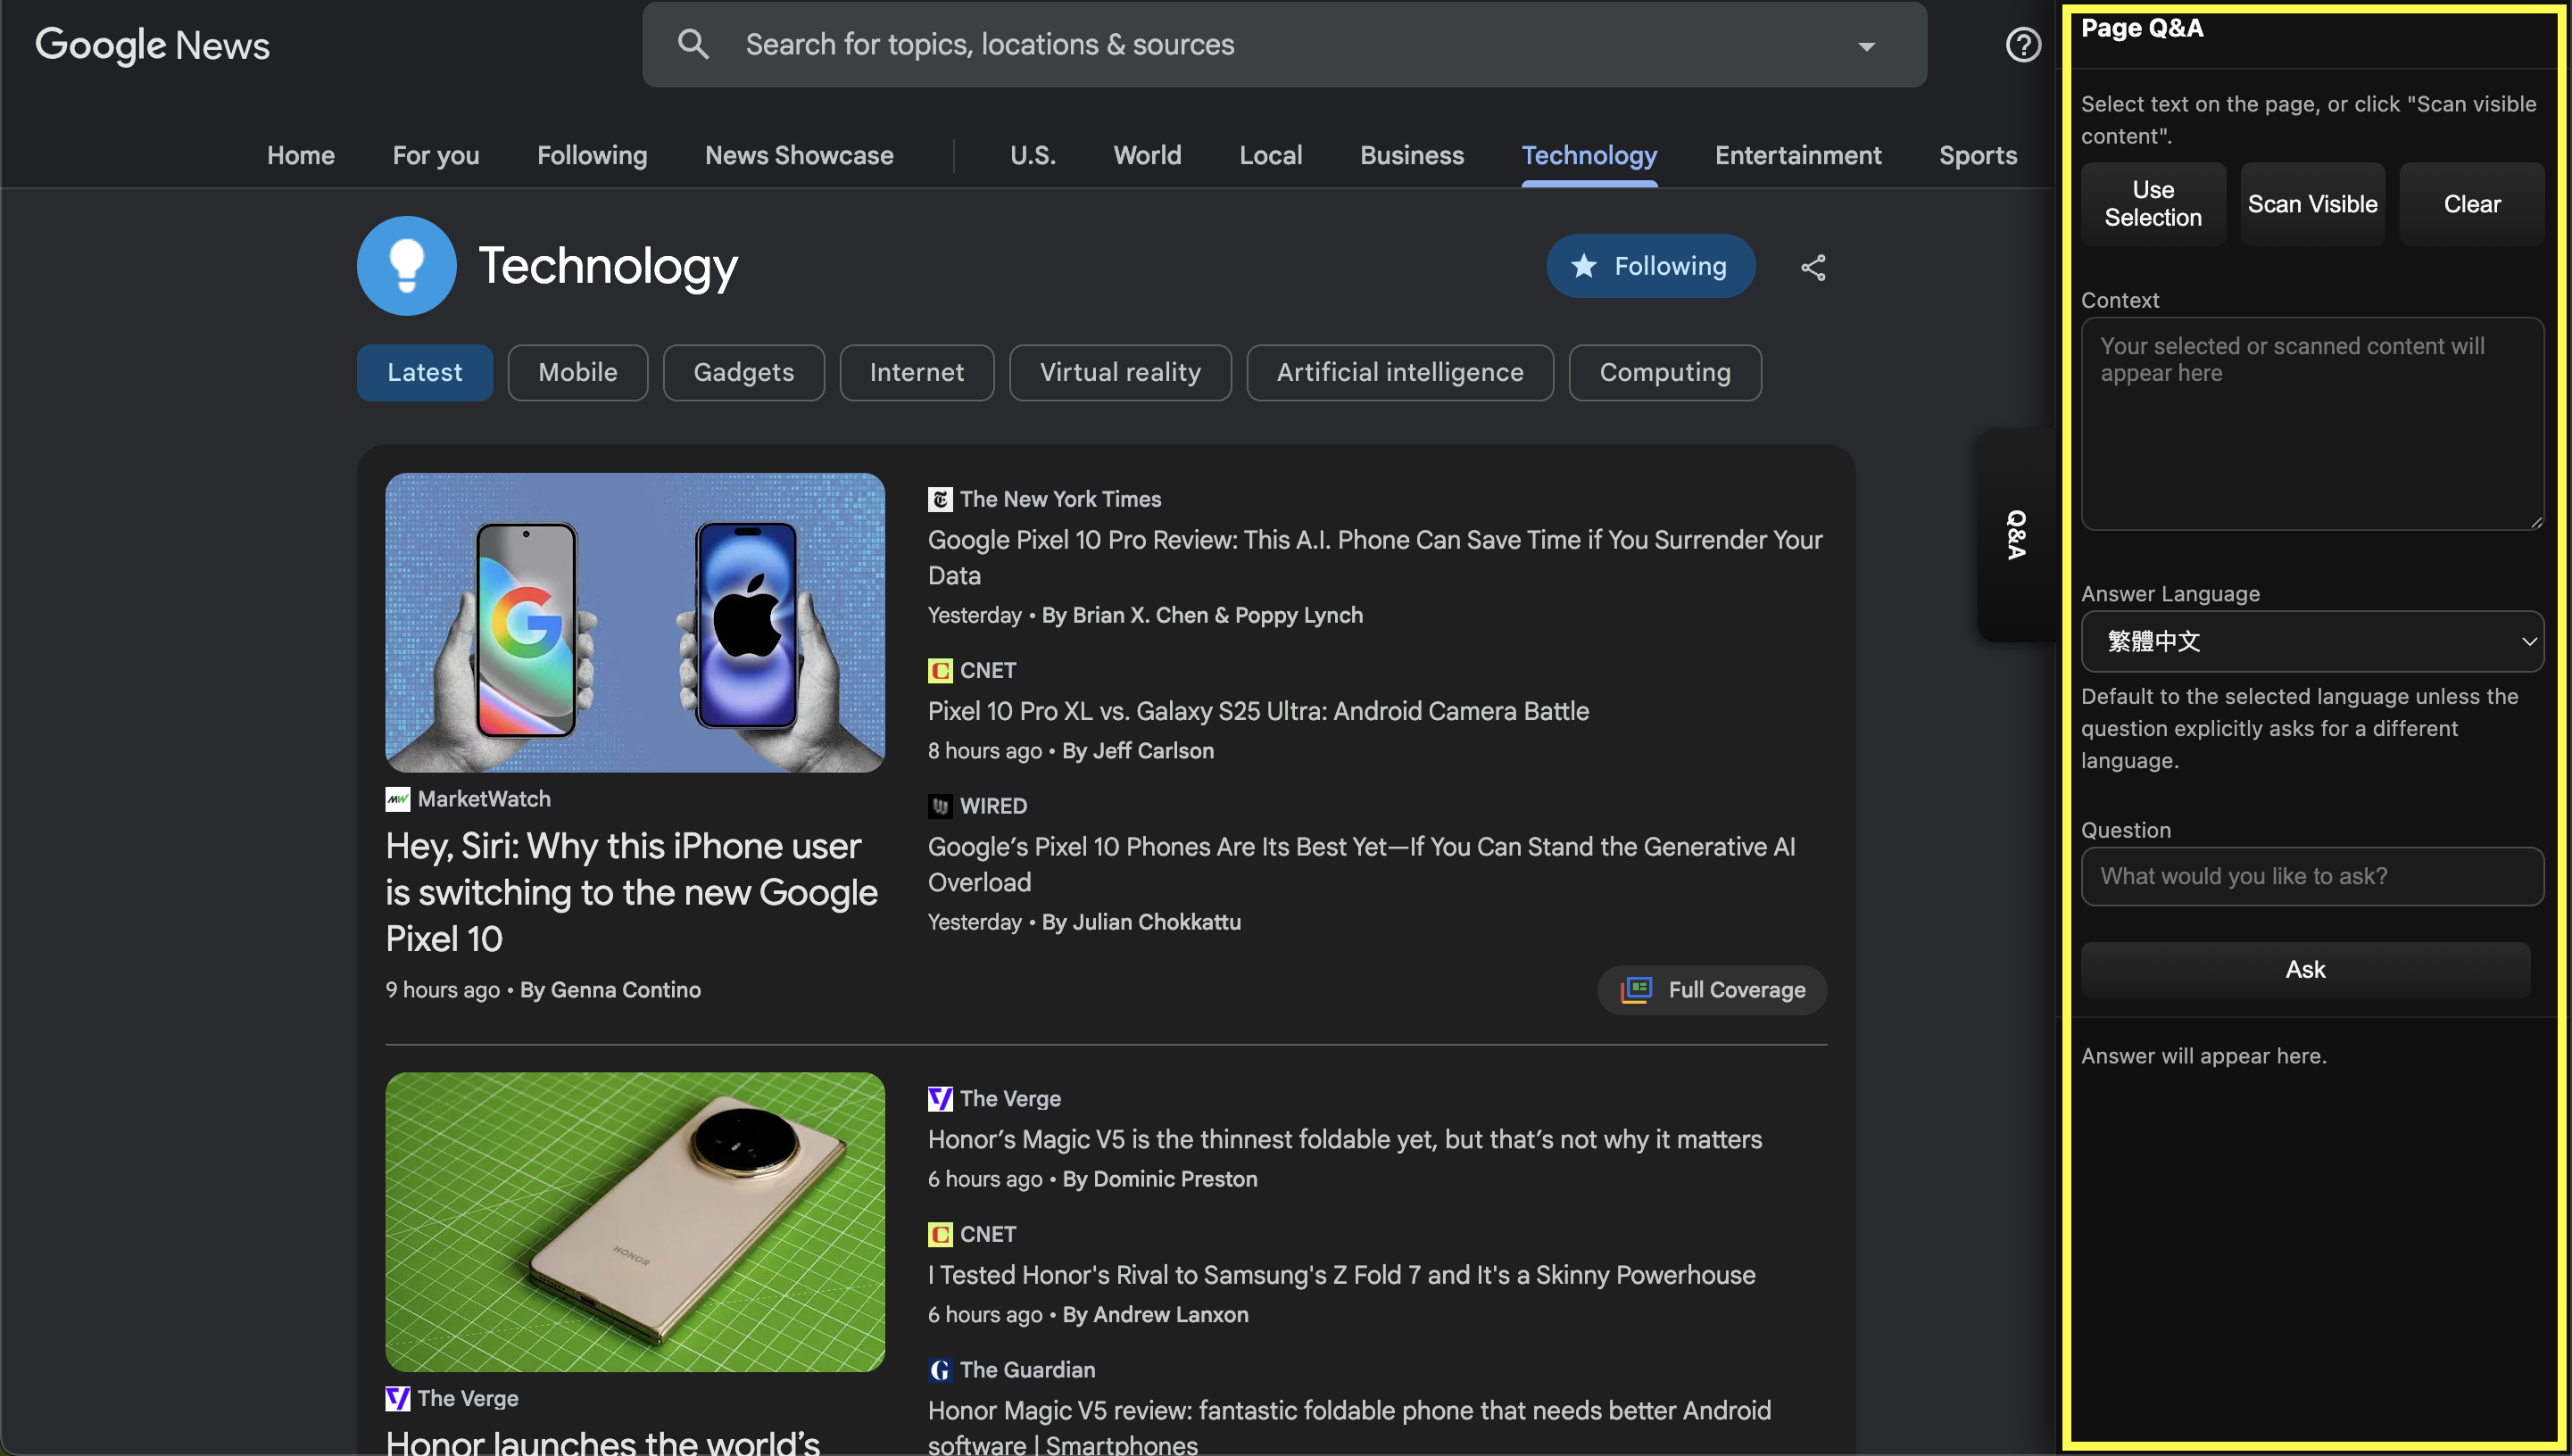 Google News
Search for topics, locations & sources
Home
For you
Following
News Showcase
U.S.
World
Local
Business
Technology
Entertainment
Sports
Technology
Following
Latest
Mobile
Gadgets
Internet
Virtual reality
Artificial intelligence
Computing
MarketWatch
Hey, Siri: Why this iPhone user
is switching to the new Google
Pixel 10
9 hours ago • By Genna Contino
The New York Times
Google Pixel 10 Pro Review: This A.I. Phone Can Save Time if You Surrender Your
Data
Yesterday • By Brian X. Chen & Poppy Lynch
CNET
Pixel 10 Pro XL vs. Galaxy S25 Ultra: Android Camera Battle
8 hours ago • By Jeff Carlson
WIRED
Google’s Pixel 10 Phones Are Its Best Yet—If You Can Stand the Generative AI
Overload
Yesterday • By Julian Chokkattu
Full Coverage
HONOR
The Verge
Honor launches the world’s
The Verge
Honor’s Magic V5 is the thinnest foldable yet, but that’s not why it matters
6 hours ago • By Dominic Preston
CNET
I Tested Honor's Rival to Samsung's Z Fold 7 and It's a Skinny Powerhouse
6 hours ago • By Andrew Lanxon
The Guardian
Honor Magic V5 review: fantastic foldable phone that needs better Android
software | Smartphones
Q&A
Page Q&A
Select text on the page, or click "Scan visible
content".
Use
Selection
Scan Visible
Clear
Context
Your selected or scanned content will
appear here
Answer Language
繁體中文
Default to the selected language unless the
question explicitly asks for a different
language.
Question
What would you like to ask?
Ask
Answer will appear here.